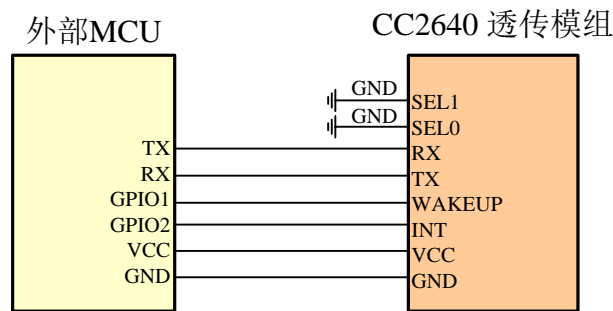 外部MCU
CC2640 透传模组
GND
SEL1
GND
SEL0
TX
RX
RX
TX
GPIO1
WAKEUP
GPIO2
INT
VCC
VCC
GND
GND